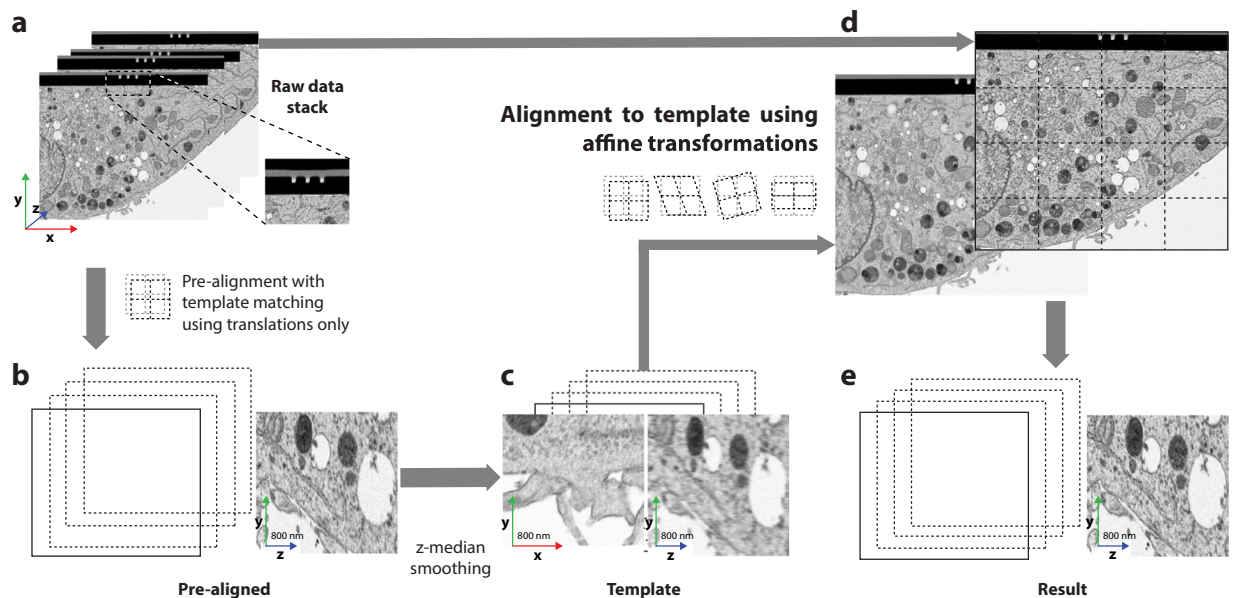 a
Raw data
stack
y
z
x
Pre-alignment with
template matching
using translations only
b
y
800 nm
z
Pre-aligned
z-median
smoothing
c
y
800 nm
x
y
800 nm
z
Template
Alignment to template using
affine transformations
d
e
y
800 nm
z
Result